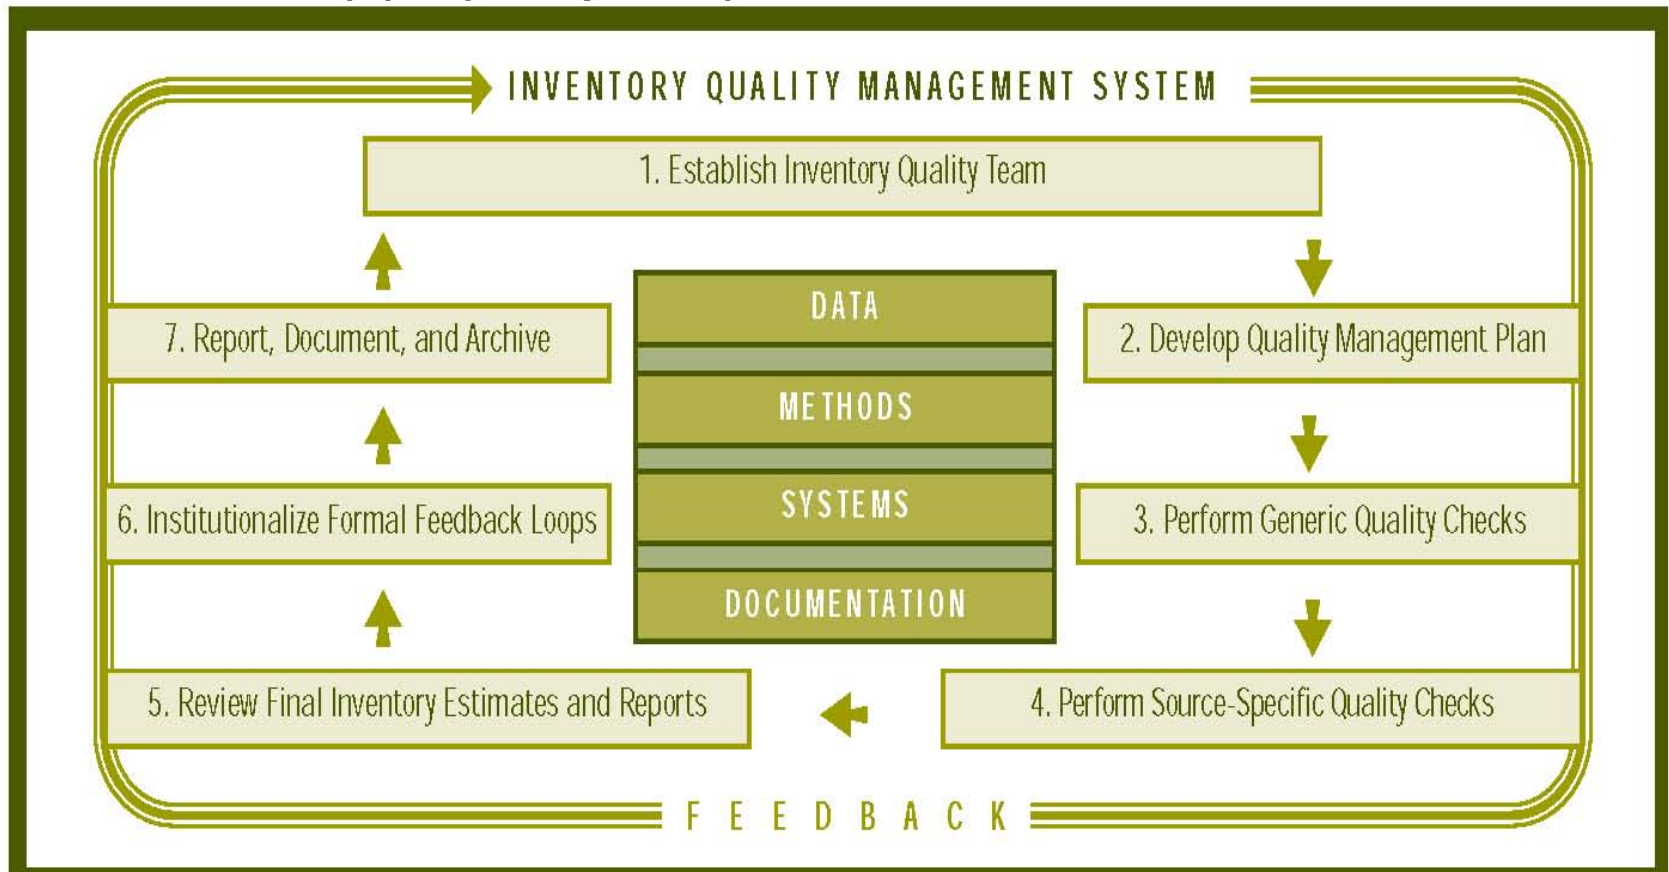 INVENTORY QUALITY MANAGEMENT SYSTEM
1. Establish Inventory Quality Team
2. Develop Quality Management Plan
3. Perform Generic Quality Checks
4. Perform Source-Specific Quality Checks
5. Review Final Inventory Estimates and Reports
6. Institutionalize Formal Feedback Loops
7. Report, Document, and Archive
DATA
METHODS
SYSTEMS
DOCUMENTATION
FEEDBACK